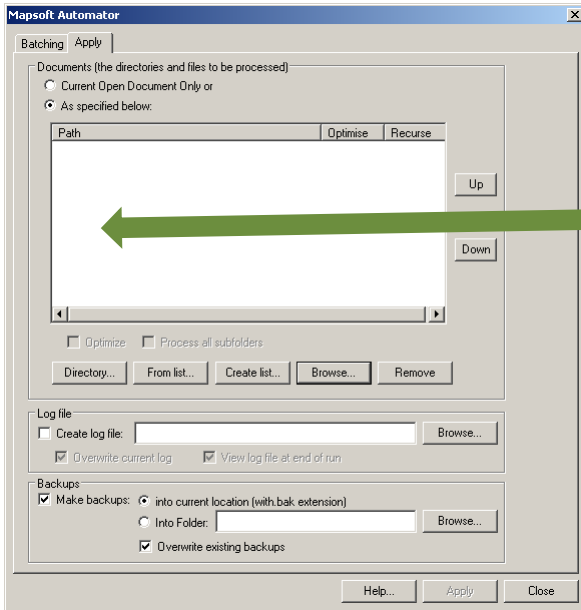 Mapsoft Automator
Batching Apply
Documents (the directories and files to be processed)
Current Open Document Only or
As specified below:
Path Optimise Recurse
Up
Down
Optimize Process all subfolders
Directory... From list... Create list... Browse... Remove
Log file
Create log file: Browse...
Overwrite current log View log file at end of run
Backups
Make backups: into current location (with.bak extension)
Into Folder: Browse...
Overwrite existing backups
Help... Apply Close